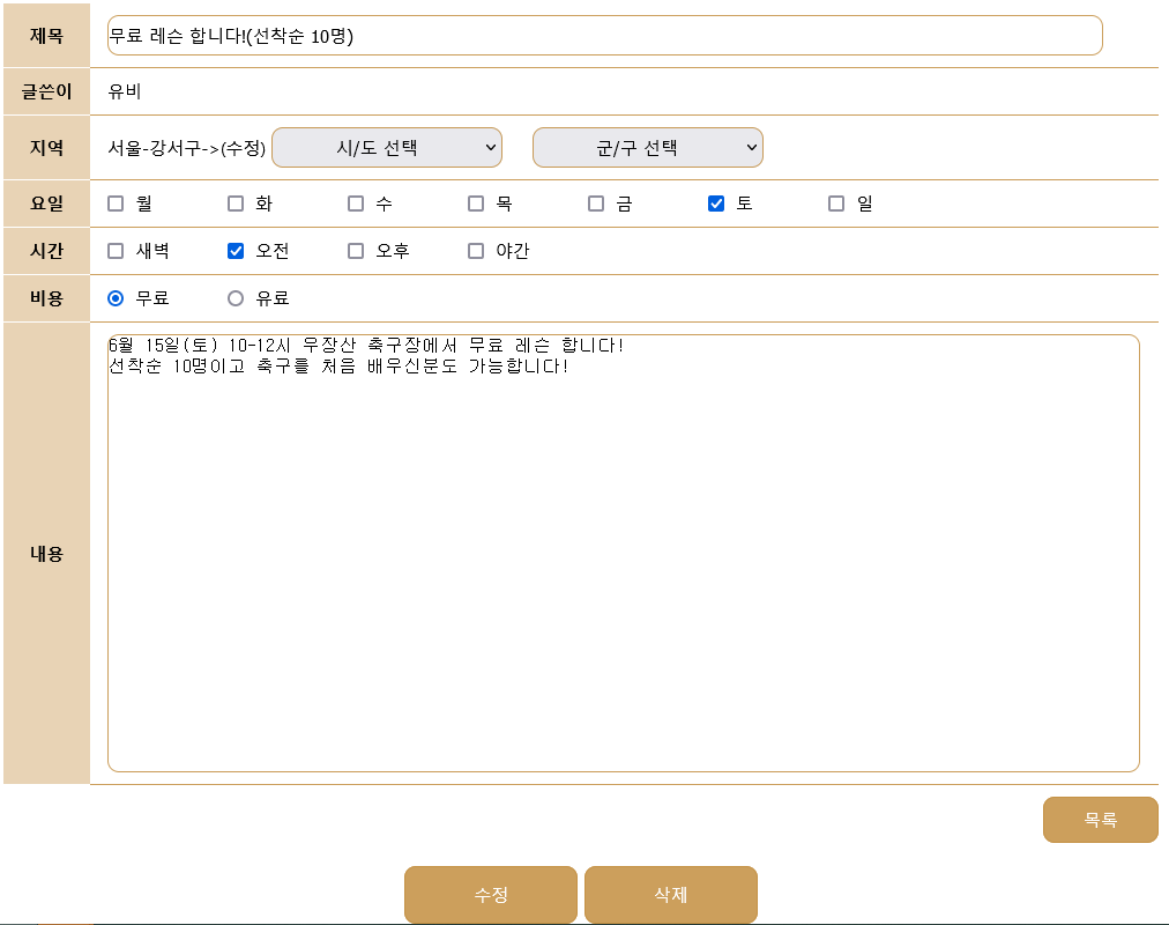 제목 무료 레슨 합니다!(선착순 10명)
글쓴이 유비
지역 서울-강서구->(수정) 시/도 선택 군/구 선택
요일 월 화 수 목 금 토 일
시간 새벽 오전 오후 야간
비용 무료 유료
6월 15일(토) 10-12시 우장산 축구장에서 무료 레슨 합니다!
선착순 10명이고 축구를 처음 배우신분도 가능합니다!
내용
목록
수정 삭제